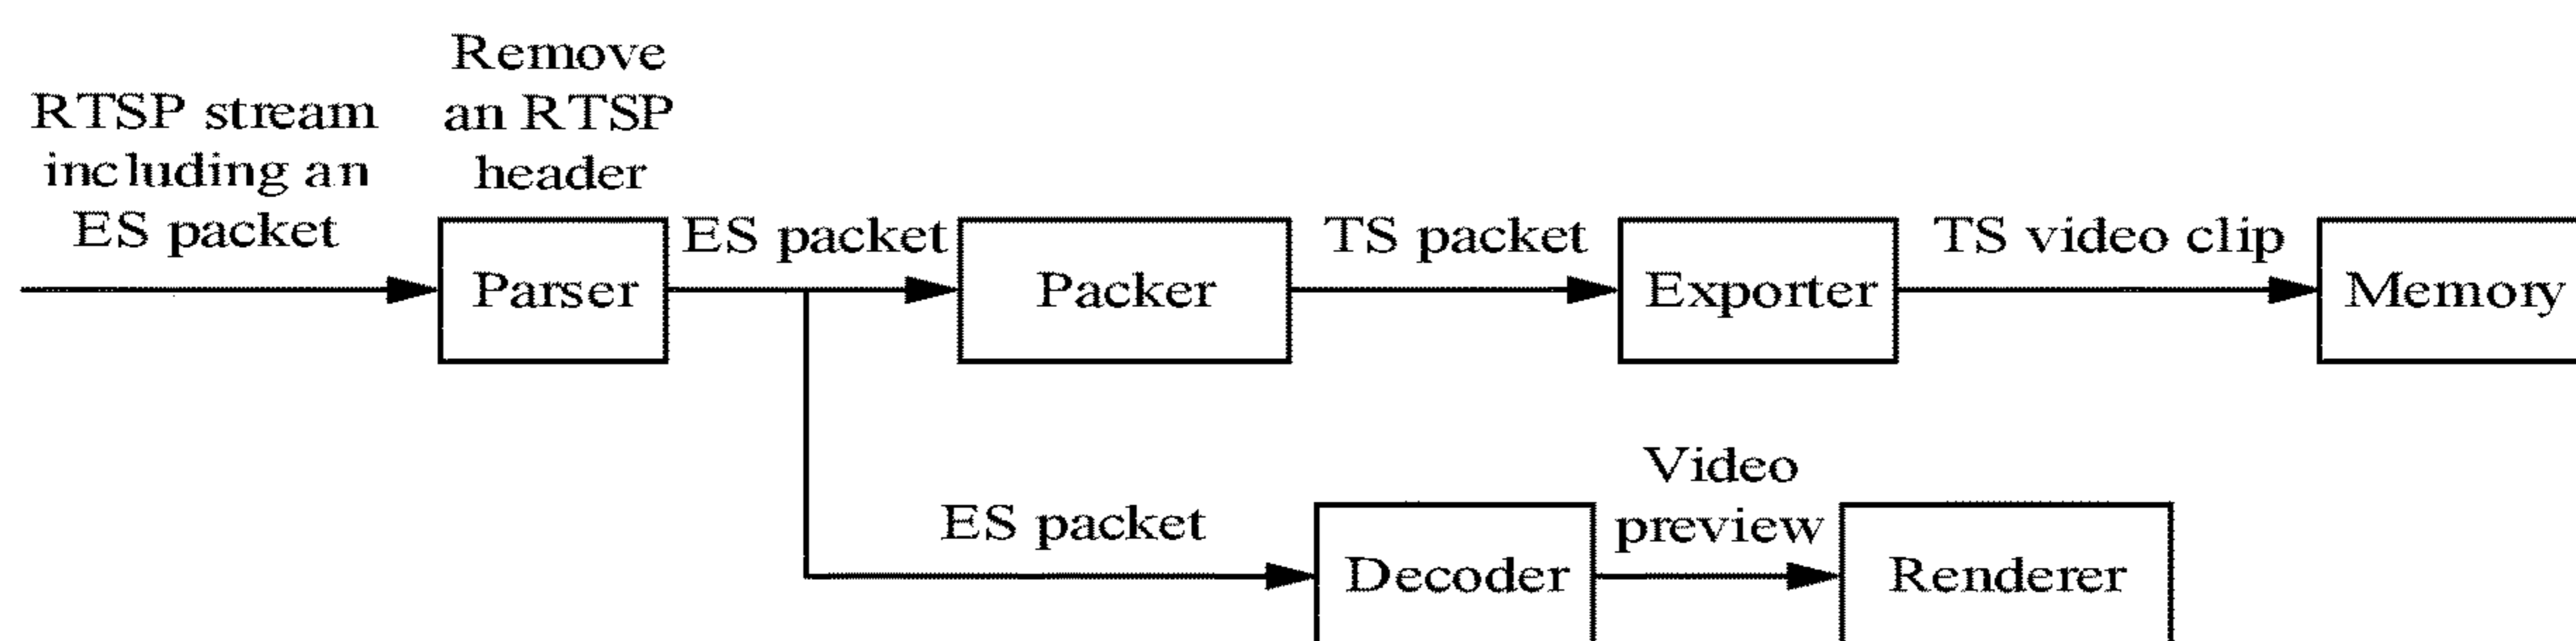 RTSP stream
including an
ES packet
Remove
an RTSP
header
Parser
ES packet
Packer
TS packet
Exporter
TS video clip
Memory
ES packet
Decoder
Video
preview
Renderer